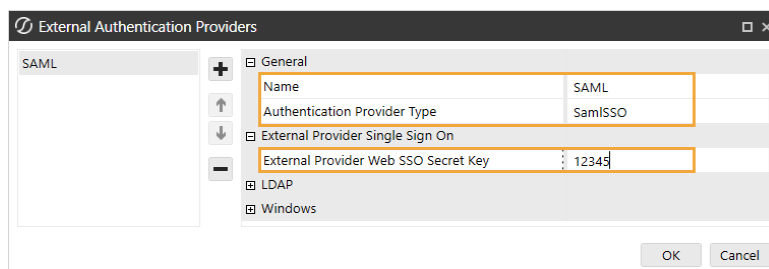 External Authentication Providers
SAML
General
Name SAML
Authentication Provider Type SamlSSO
External Provider Single Sign On
External Provider Web SSO Secret Key 12345
LDAP
Windows
OK Cancel